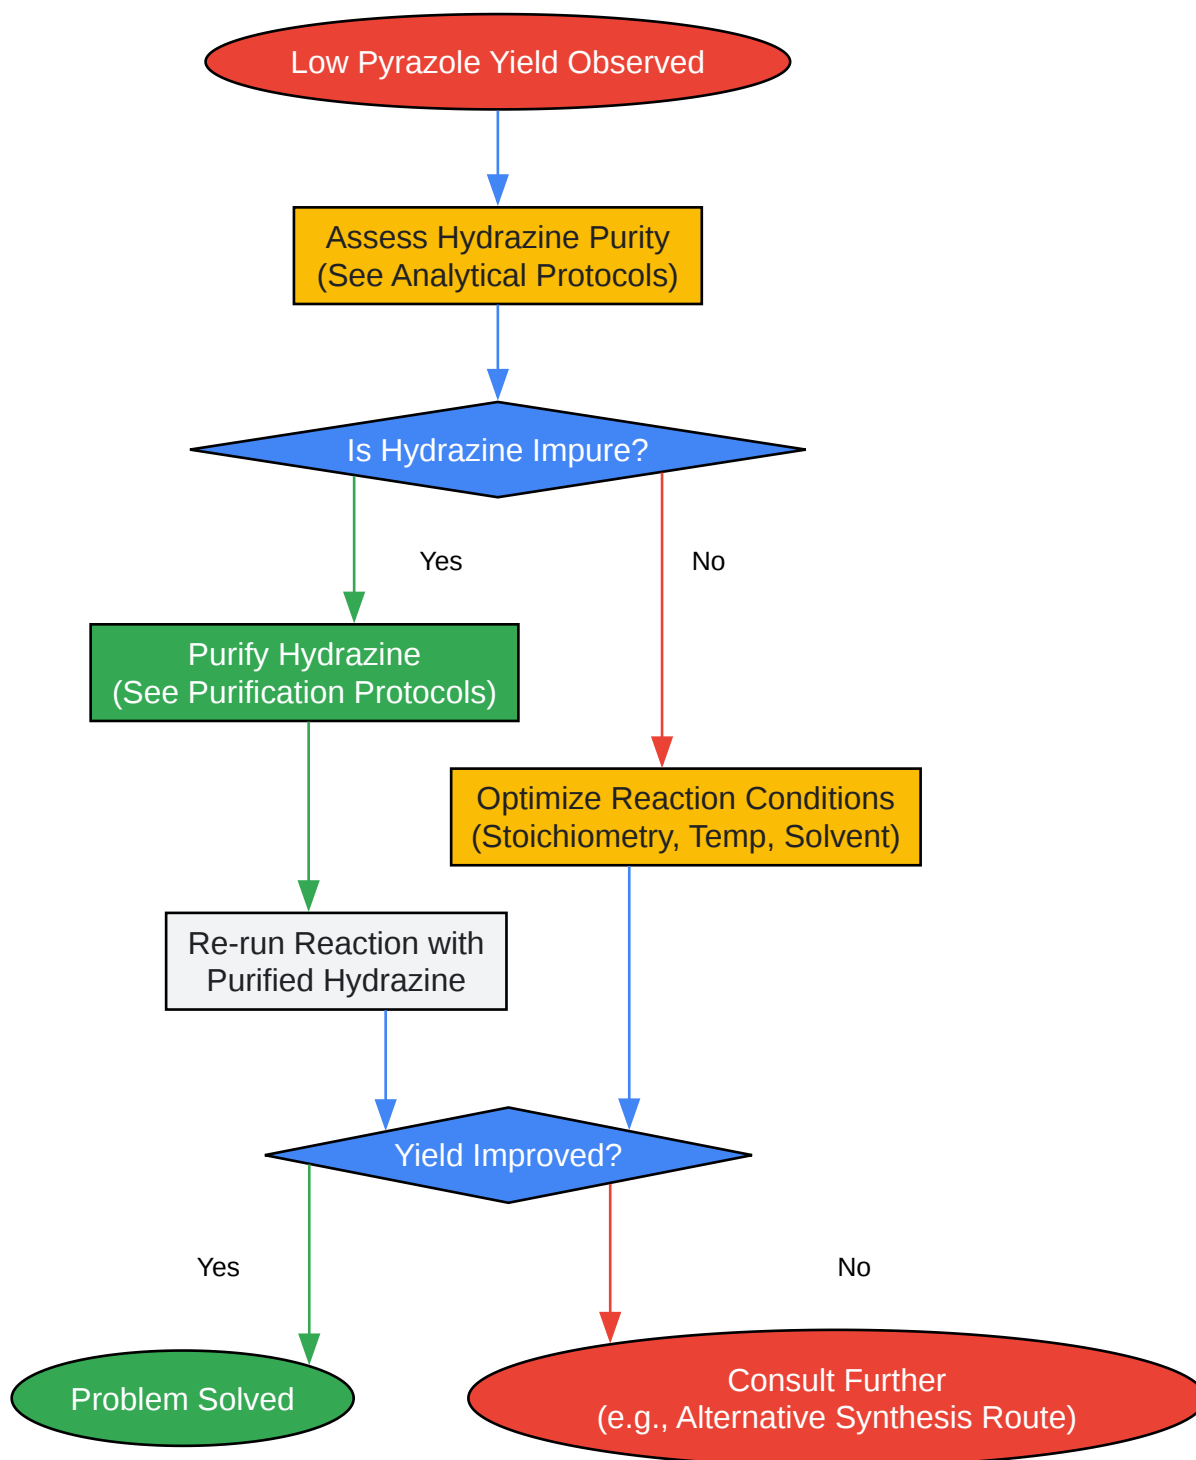 Low Pyrazole Yield Observed
Assess Hydrazine Purity
(See Analytical Protocols)
Is Hydrazine Impure?
Yes
No
Purify Hydrazine
(See Purification Protocols)
Optimize Reaction Conditions
(Stoichiometry, Temp, Solvent)
Re-run Reaction with
Purified Hydrazine
Yield Improved?
Yes
No
Problem Solved
Consult Further
(e.g., Alternative Synthesis Route)